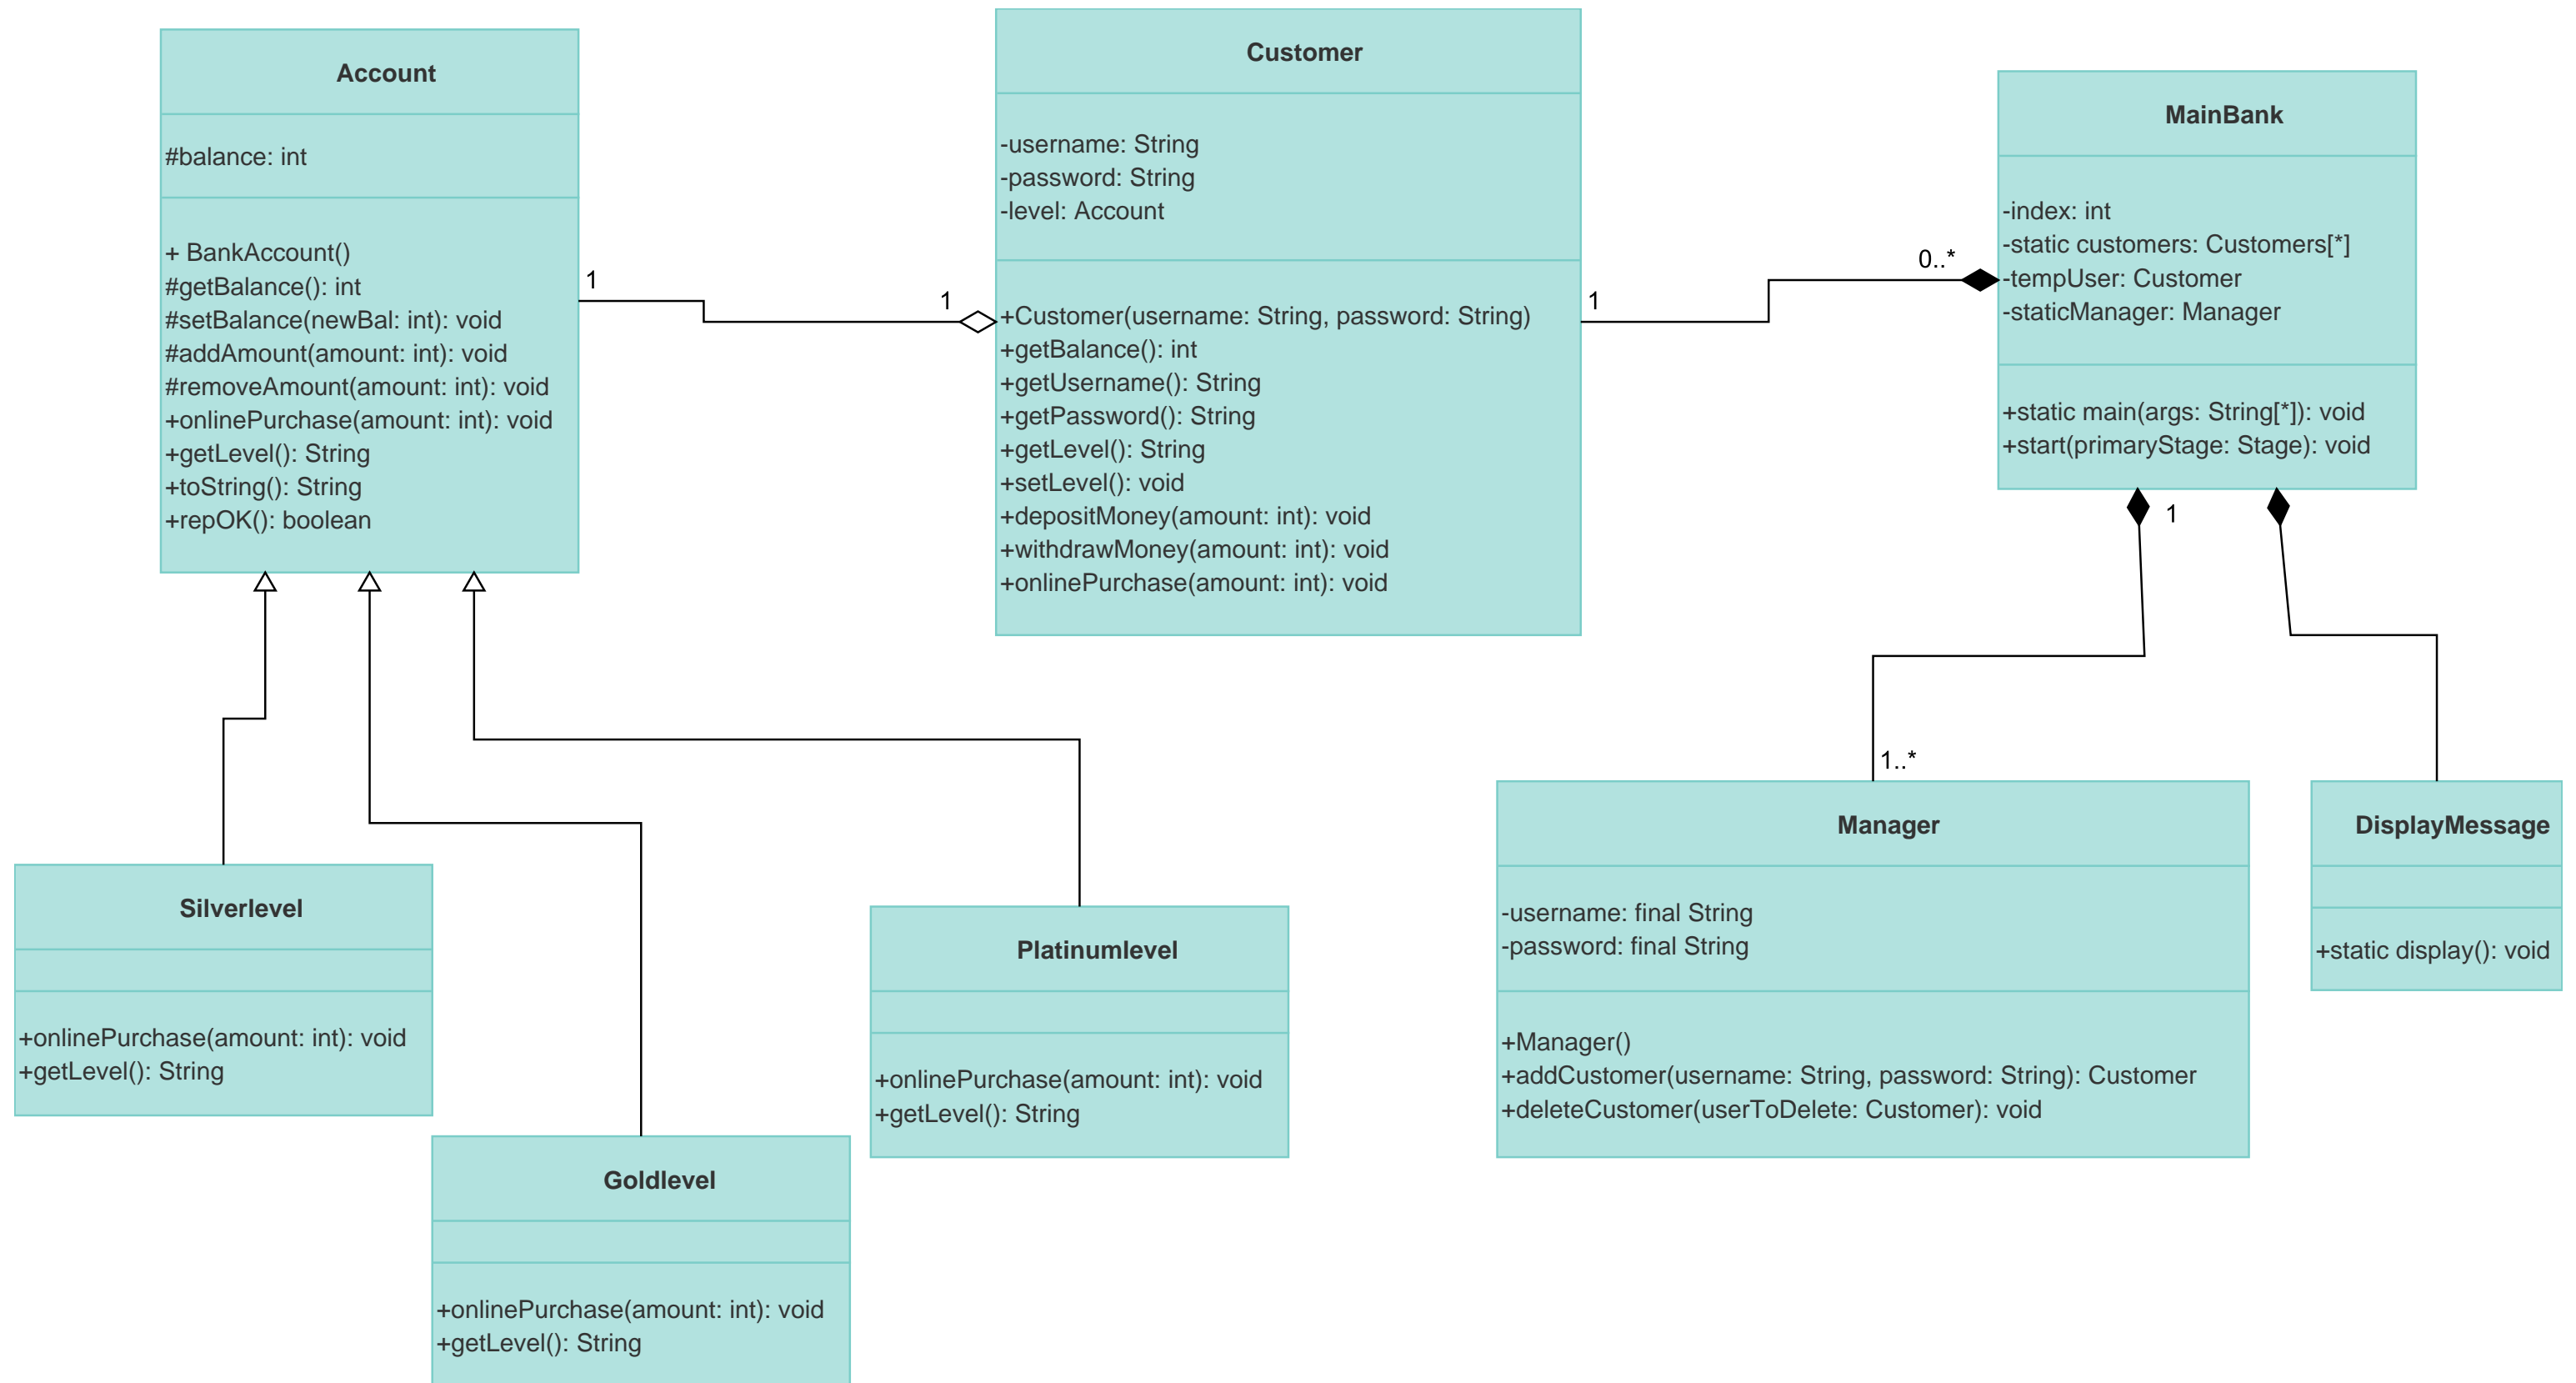 Account
#balance: int
+ BankAccount()
#getBalance(): int
#setBalance(newBal: int): void
#addAmount(amount: int): void
#removeAmount(amount: int): void
+onlinePurchase(amount: int): void
+getLevel(): String
+toString(): String
+repOK(): boolean
1
1
Customer
-username: String
-password: String
-level: Account
+Customer(username: String, password: String)
+getBalance(): int
+getUsername(): String
+getPassword(): String
+getLevel(): String
+setLevel(): void
+depositMoney(amount: int): void
+withdrawMoney(amount: int): void
+onlinePurchase(amount: int): void
1
0..*
MainBank
-index: int
-static customers: Customers[*]
-tempUser: Customer
-staticManager: Manager
+static main(args: String[*]): void
+start(primaryStage: Stage): void
1
1..*
Silverlevel
+onlinePurchase(amount: int): void
+getLevel(): String
Goldlevel
+onlinePurchase(amount: int): void
+getLevel(): String
Platinumlevel
+onlinePurchase(amount: int): void
+getLevel(): String
Manager
-username: final String
-password: final String
+Manager()
+addCustomer(username: String, password: String): Customer
+deleteCustomer(userToDelete: Customer): void
DisplayMessage
+static display(): void